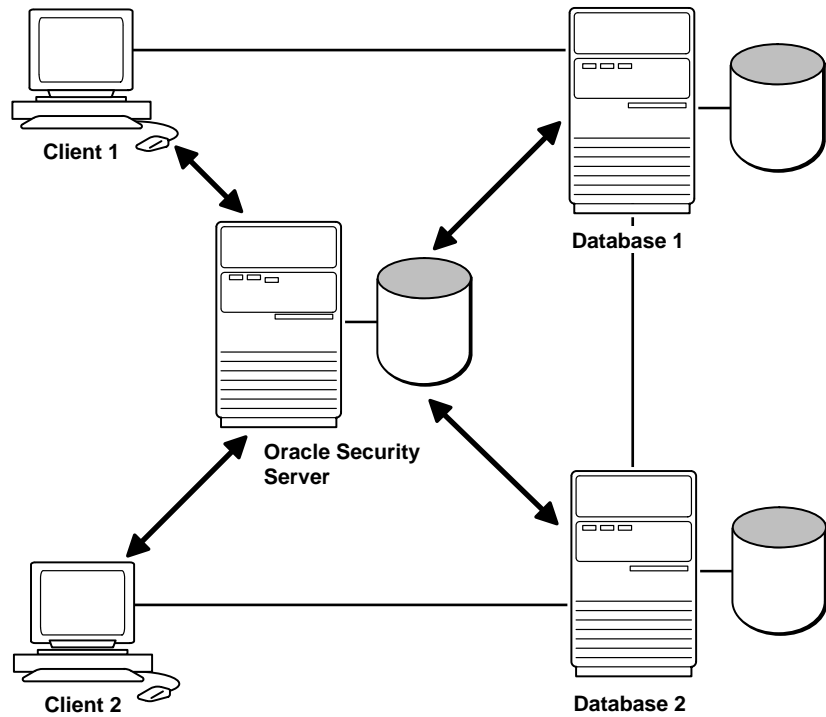 Client 1
Database 1
Oracle Security
Server
Client 2
Database 2